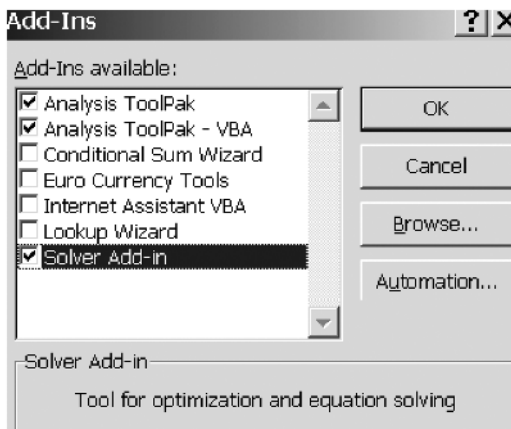 Add-Ins
Add-Ins available:
Analysis ToolPak
Analysis ToolPak - VBA
Conditional Sum Wizard
Euro Currency Tools
Internet Assistant VBA
Lookup Wizard
Solver Add-in
OK
Cancel
Browse...
Automation...
Solver Add-in
Tool for optimization and equation solving